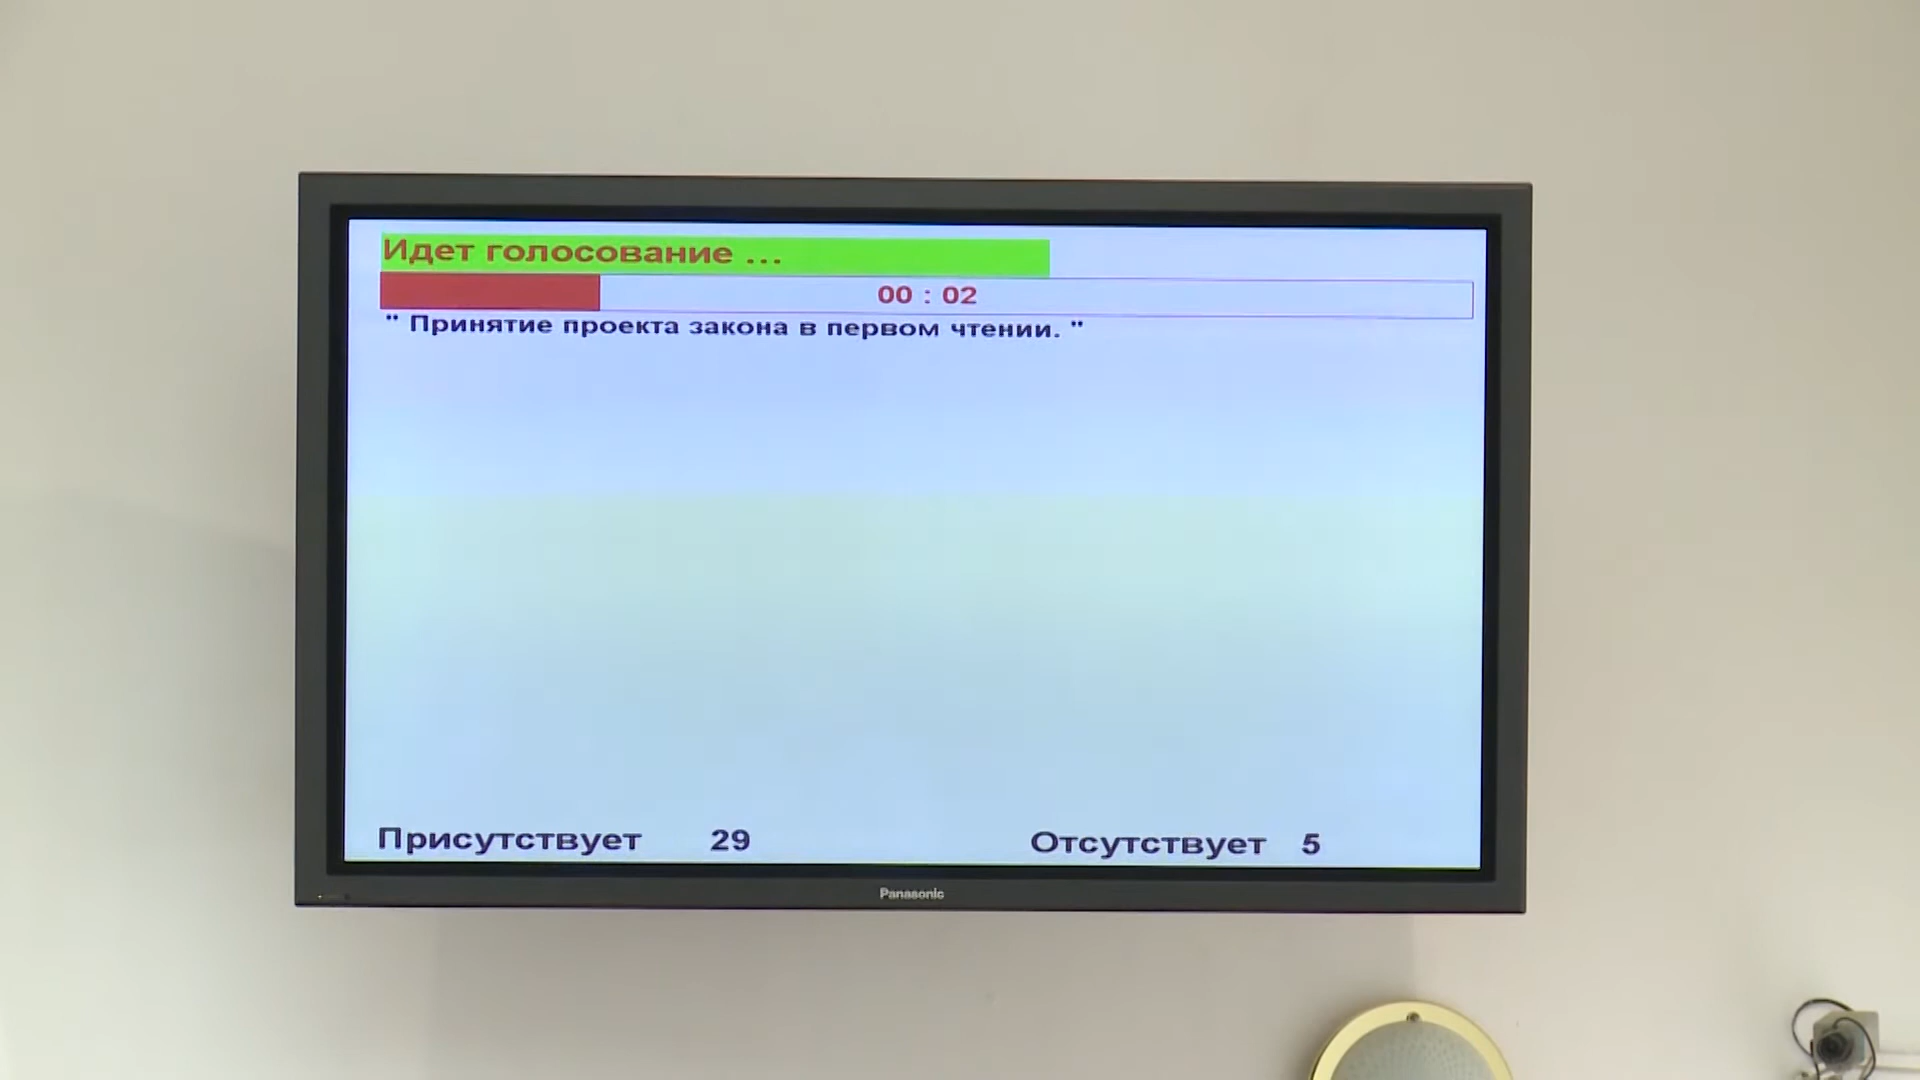 Идет голосование ...
00 : 02
" Принятие проекта закона в первом чтении. "
Присутствует 29 Отсутствует 5
Panasonic